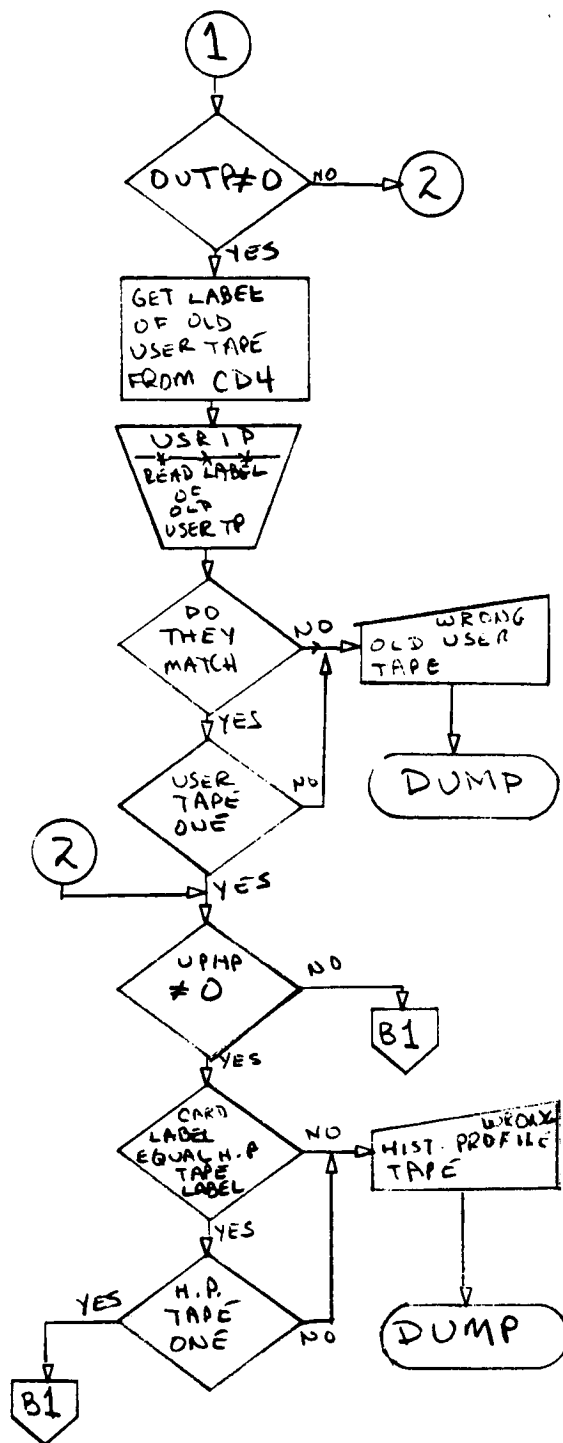 1
OUTP≠0
NO
2
YES
GET LABEL
OF OLD
USER TAPE
FROM CD4
USRIP
READ LABEL
OF
OLD
USER TP
DO
THEY
MATCH
NO
WRONG
OLD USER
TAPE
YES
DUMP
USER
TAPE
ONE
NO
2
YES
UPHP
≠ 0
NO
B1
YES
CARD
LABEL
EQUAL H.P
TAPE
LABEL
NO
WRONG
HIST. PROFILE
TAPE
YES
H.P.
TAPE
ONE
YES
NO
DUMP
B1